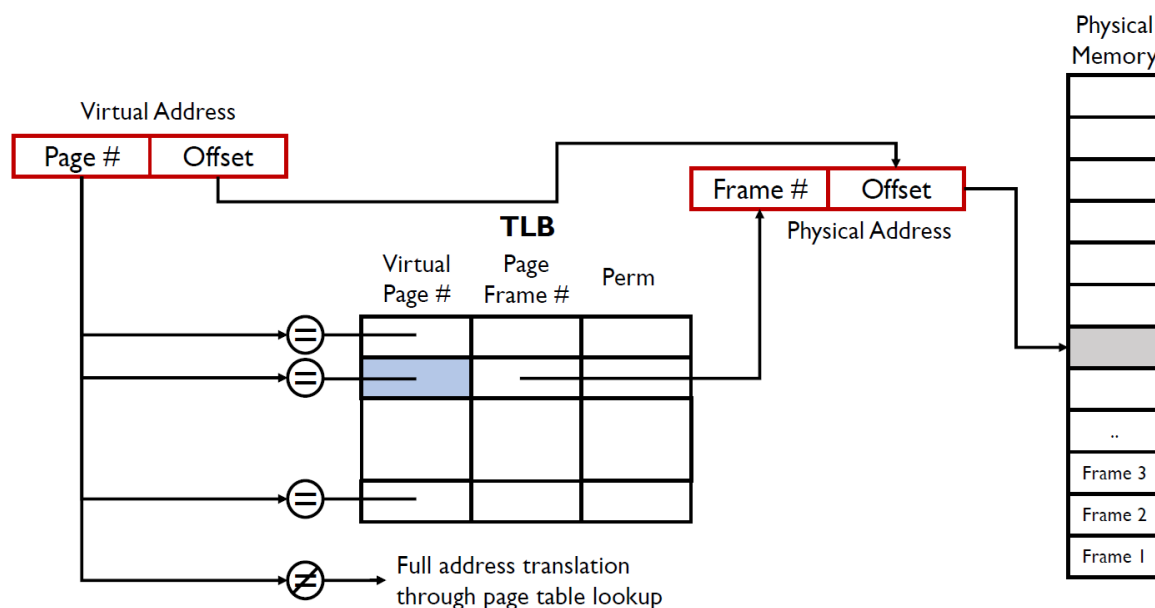 Physical
Memory
Virtual Address
Page #
Offset
Frame #
Offset
Physical Address
TLB
Virtual
Page #
Page
Frame #
Perm
=
=
=
≠
Full address translation
through page table lookup
..
Frame 3
Frame 2
Frame 1